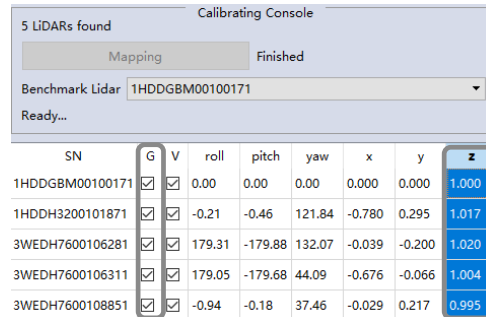 Calibrating Console
5 LiDARs found
Mapping Finished
Benchmark Lidar 1HDDGBM00100171
Ready...
SN G V roll pitch yaw x y z
1HDDGBM00100171 0.00 0.00 0.00 0.000 0.000 1.000
1HDDH3200101871 -0.21 -0.46 121.84 -0.780 0.295 1.017
3WEDH7600106281 179.31 -179.88 132.07 -0.039 -0.200 1.020
3WEDH7600106311 179.05 -179.68 44.09 -0.676 -0.066 1.004
3WEDH7600108851 -0.94 -0.18 37.46 -0.029 0.217 0.995